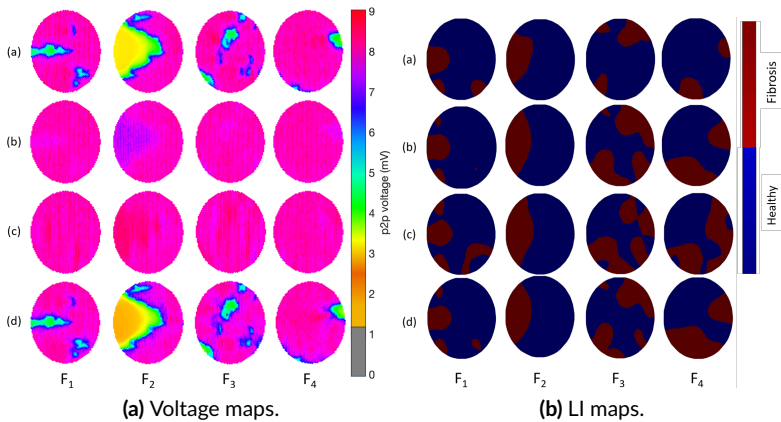 (a)
(b)
(c)
(d)
F1 F2 F3 F4
9
8
7
6
5
4
3
2
1
0
p2p voltage (mV)
(a) Voltage maps.
(a)
(b)
(c)
(d)
F1 F2 F3 F4
Fibrosis
Healthy
(b) LI maps.